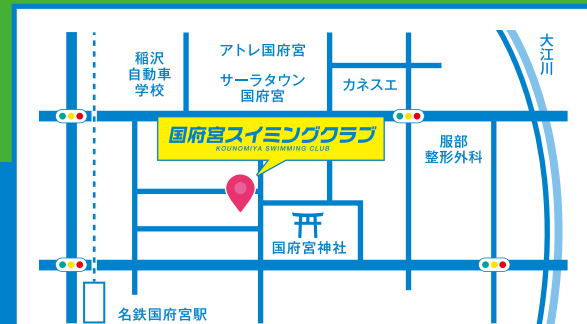 稲沢
自動車
学校
アトレ国府宮
サーラタウン
国府宮
カネスエ
大江川
国府宮スイミングクラブ
KOUNOMIYA SWIMMING CLUB
服部
整形外科
国府宮神社
名鉄国府宮駅